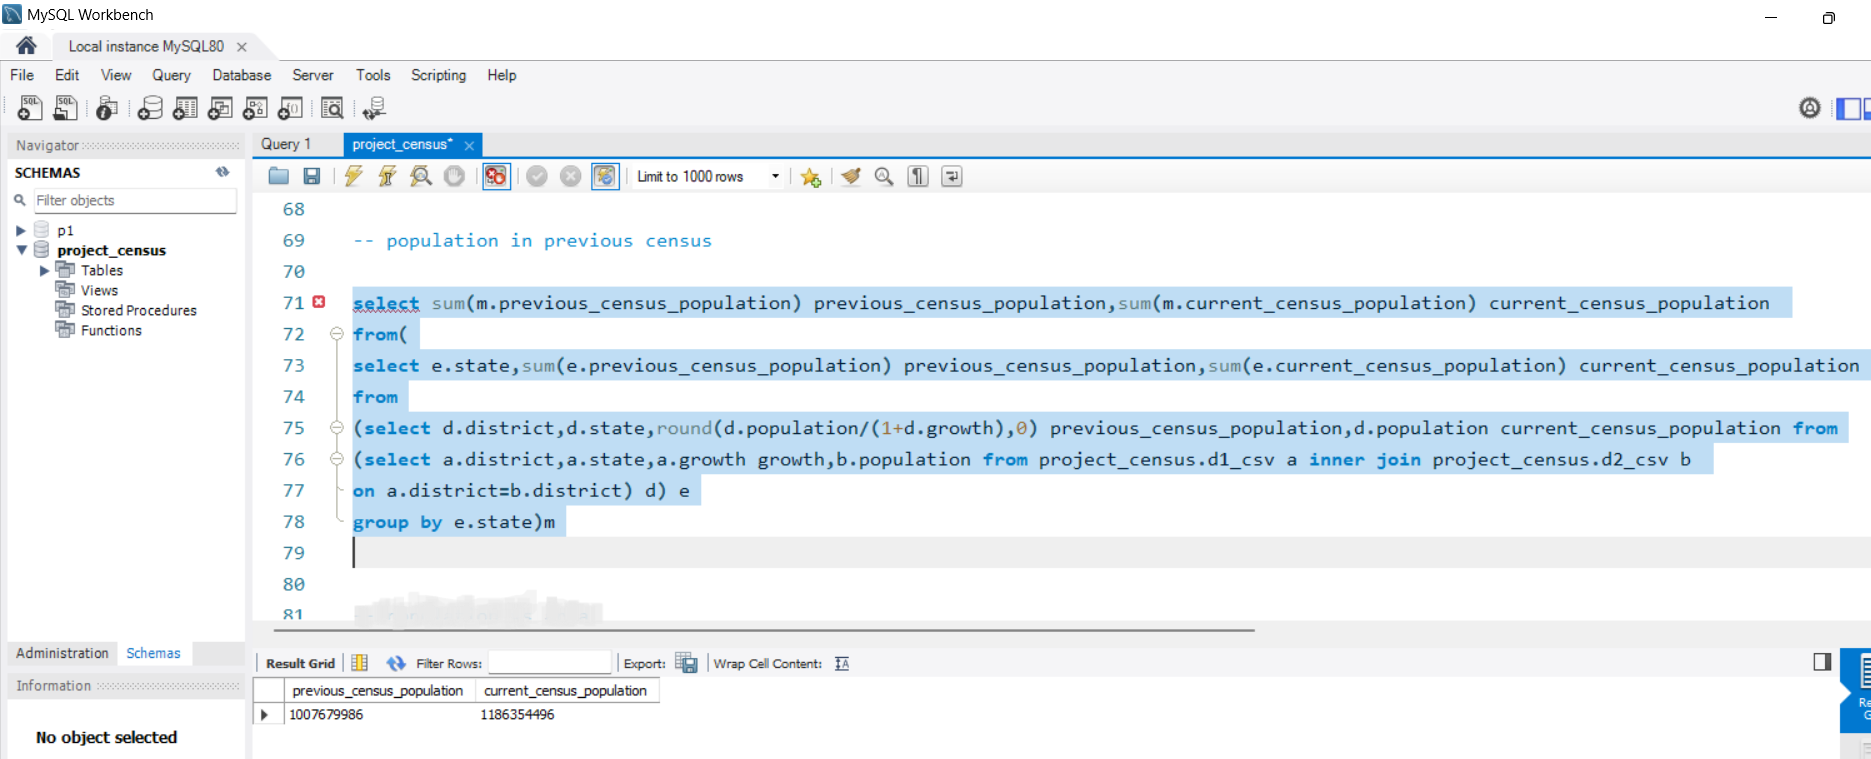 MySQL Workbench
Local instance MySQL80
File Edit View Query Database Server Tools Scripting Help
Navigator
SCHEMAS
Filter objects
p1
project_census
Tables
Views
Stored Procedures
Functions
Administration Schemas
Information
No object selected
Query 1 project_census*
Limit to 1000 rows
68
69 -- population in previous census
70
71 select sum(m.previous_census_population) previous_census_population,sum(m.current_census_population) current_census_population
72 from(
73 select e.state,sum(e.previous_census_population) previous_census_population,sum(e.current_census_population) current_census_population
74 from
75 (select d.district,d.state,round(d.population/(1+d.growth),0) previous_census_population,d.population current_census_population from
76 (select a.district,a.state,a.growth growth,b.population from project_census.d1_csv a inner join project_census.d2_csv b
77 on a.district=b.district) d) e
78 group by e.state)m
79
80
81
Result Grid Filter Rows: Export: Wrap Cell Content:
previous_census_population current_census_population
1007679986 1186354496